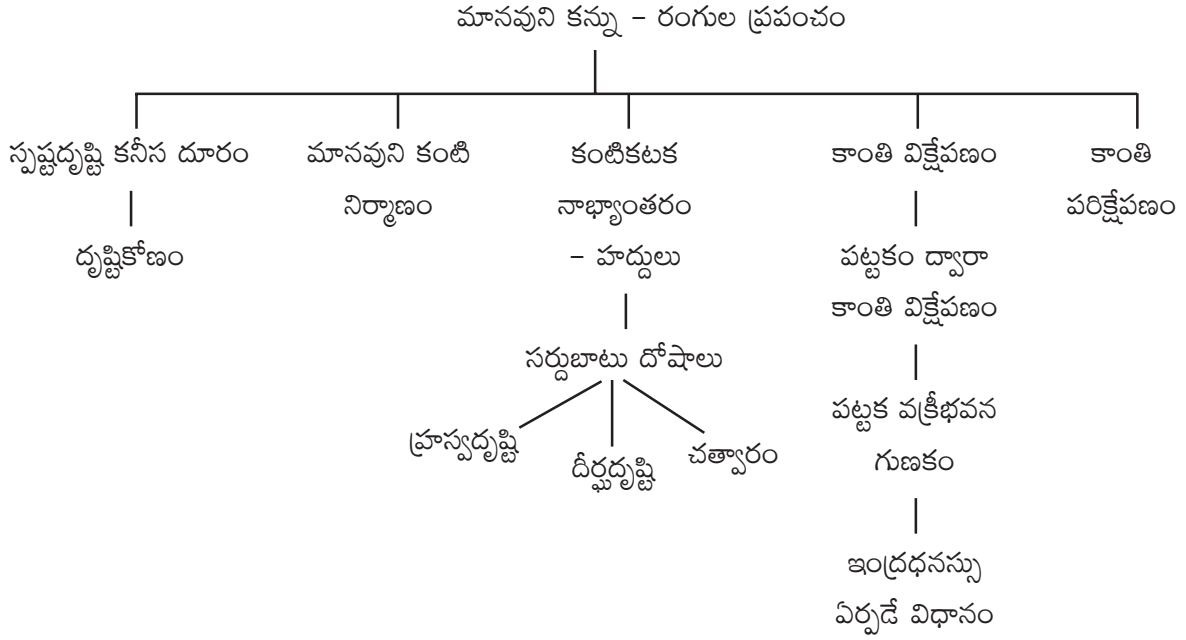 మానవుని కన్ను – రంగుల ప్రపంచం
స్పష్టదృష్టి కనీస దూరం
దృష్టికోణం
మానవుని కంటి
నిర్మాణం
కంటికటక
నాభ్యాంతరం
– హద్దులు
సర్దుబాటు దోషాలు
హ్రస్వదృష్టి
దీర్ఘదృష్టి
చత్వారం
కాంతి విక్షేపణం
పట్టకం ద్వారా
కాంతి విక్షేపణం
పట్టక వక్రీభవన
గుణకం
ఇంద్రధనస్సు
ఏర్పడే విధానం
కాంతి
పరిక్షేపణం